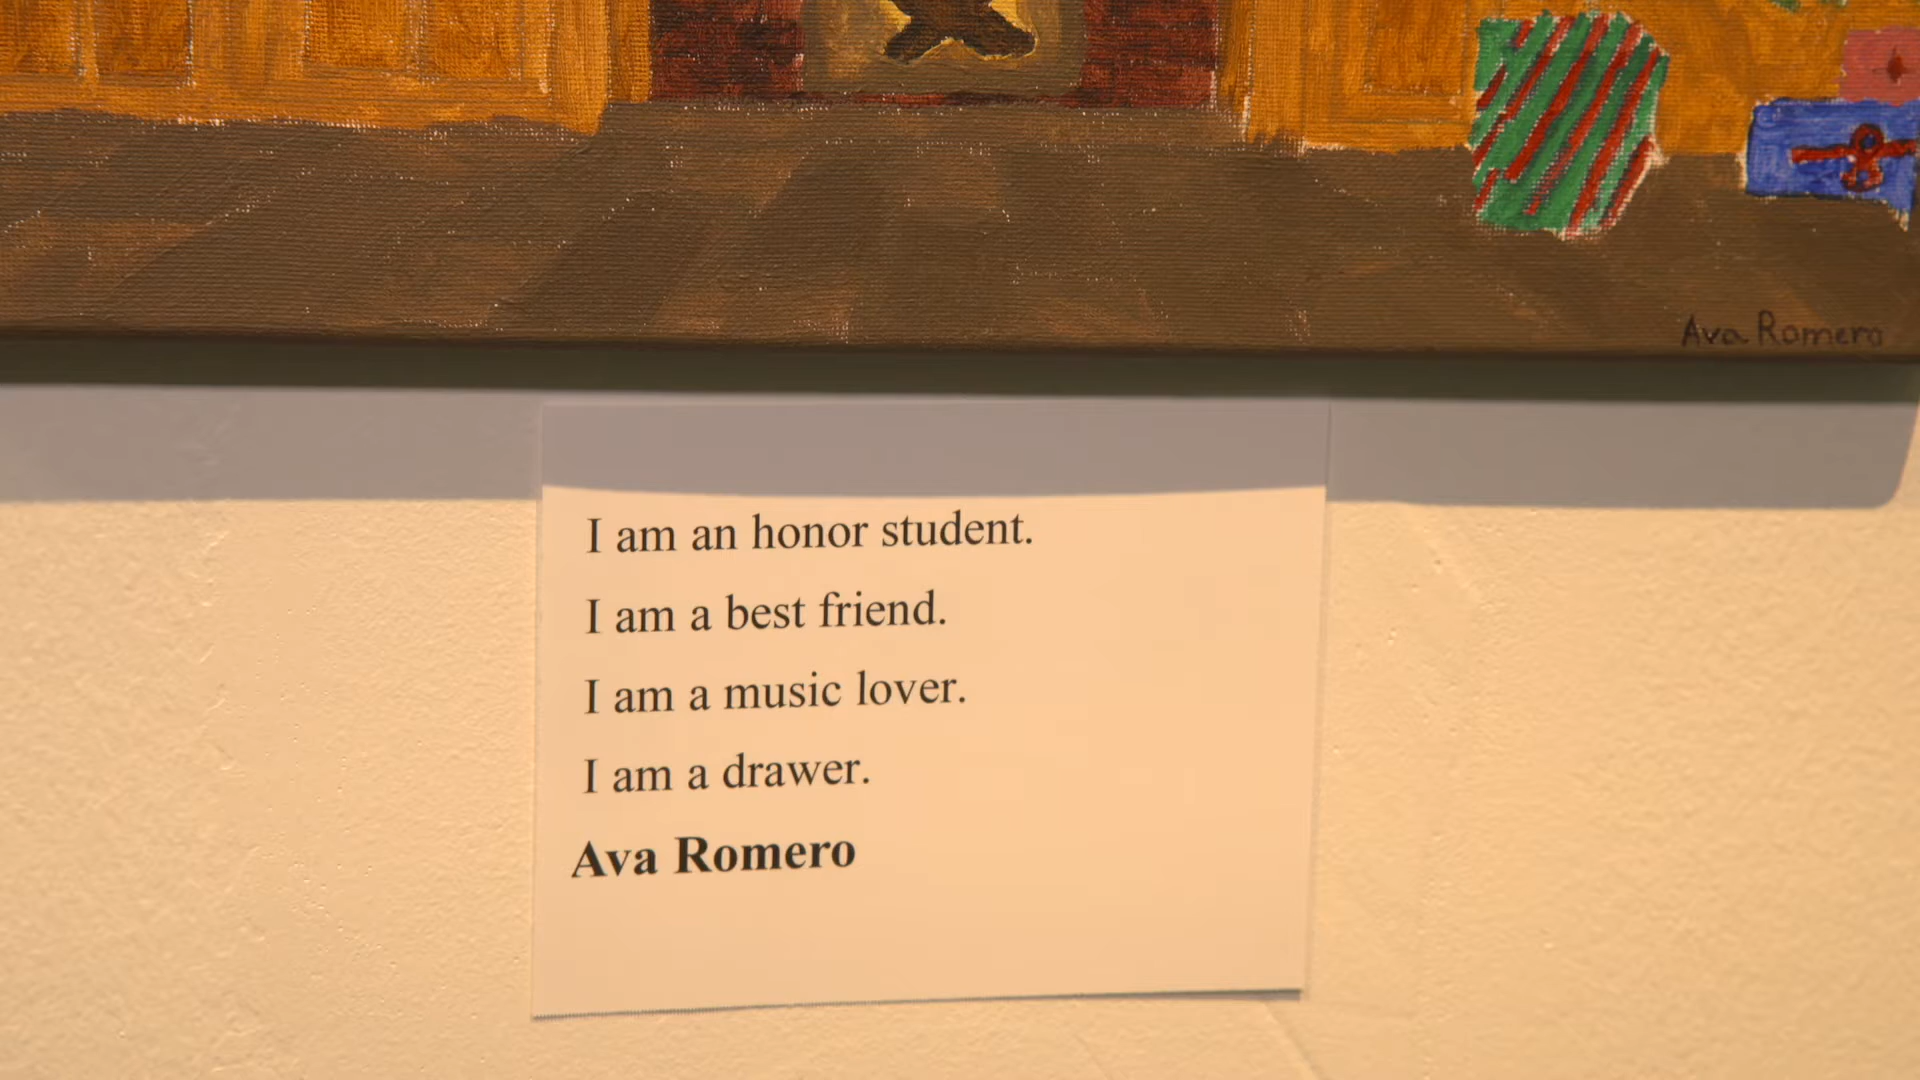 Ava Romero
I am an honor student.
I am a best friend.
I am a music lover.
I am a drawer.
Ava Romero